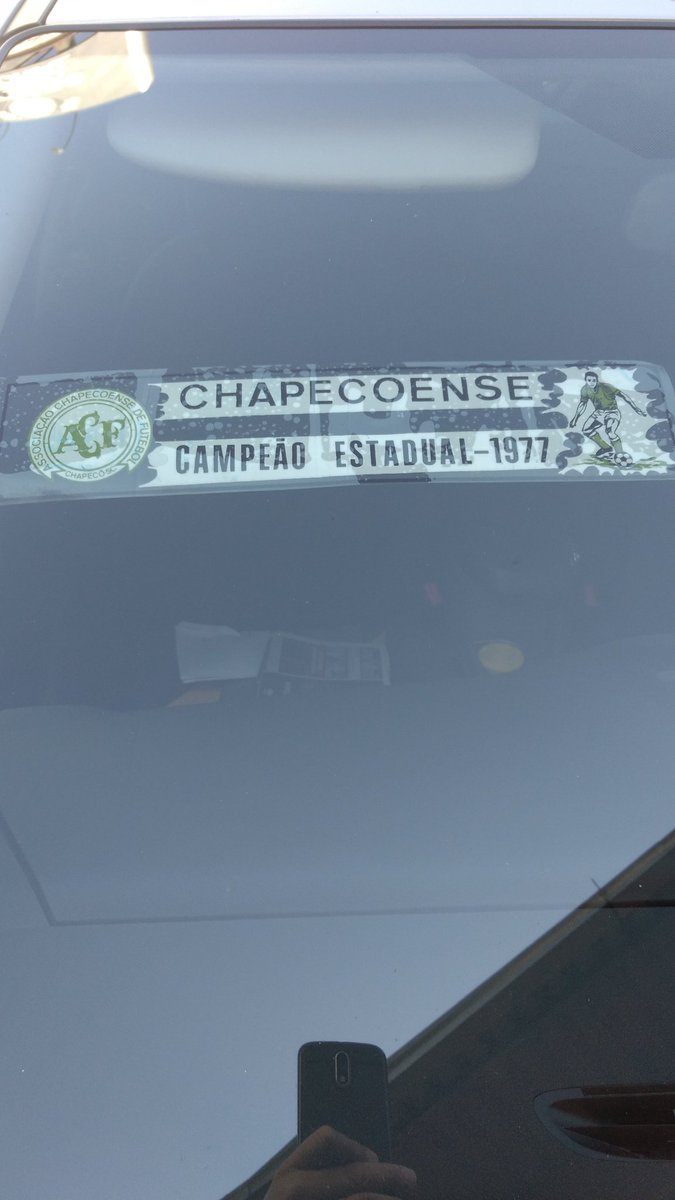 ASSOCIAÇÃO CHAPECOENSE DE FUTEBOL
ACF
CHAPECÓ-SC
CHAPECOENSE
CAMPEÃO ESTADUAL-1977